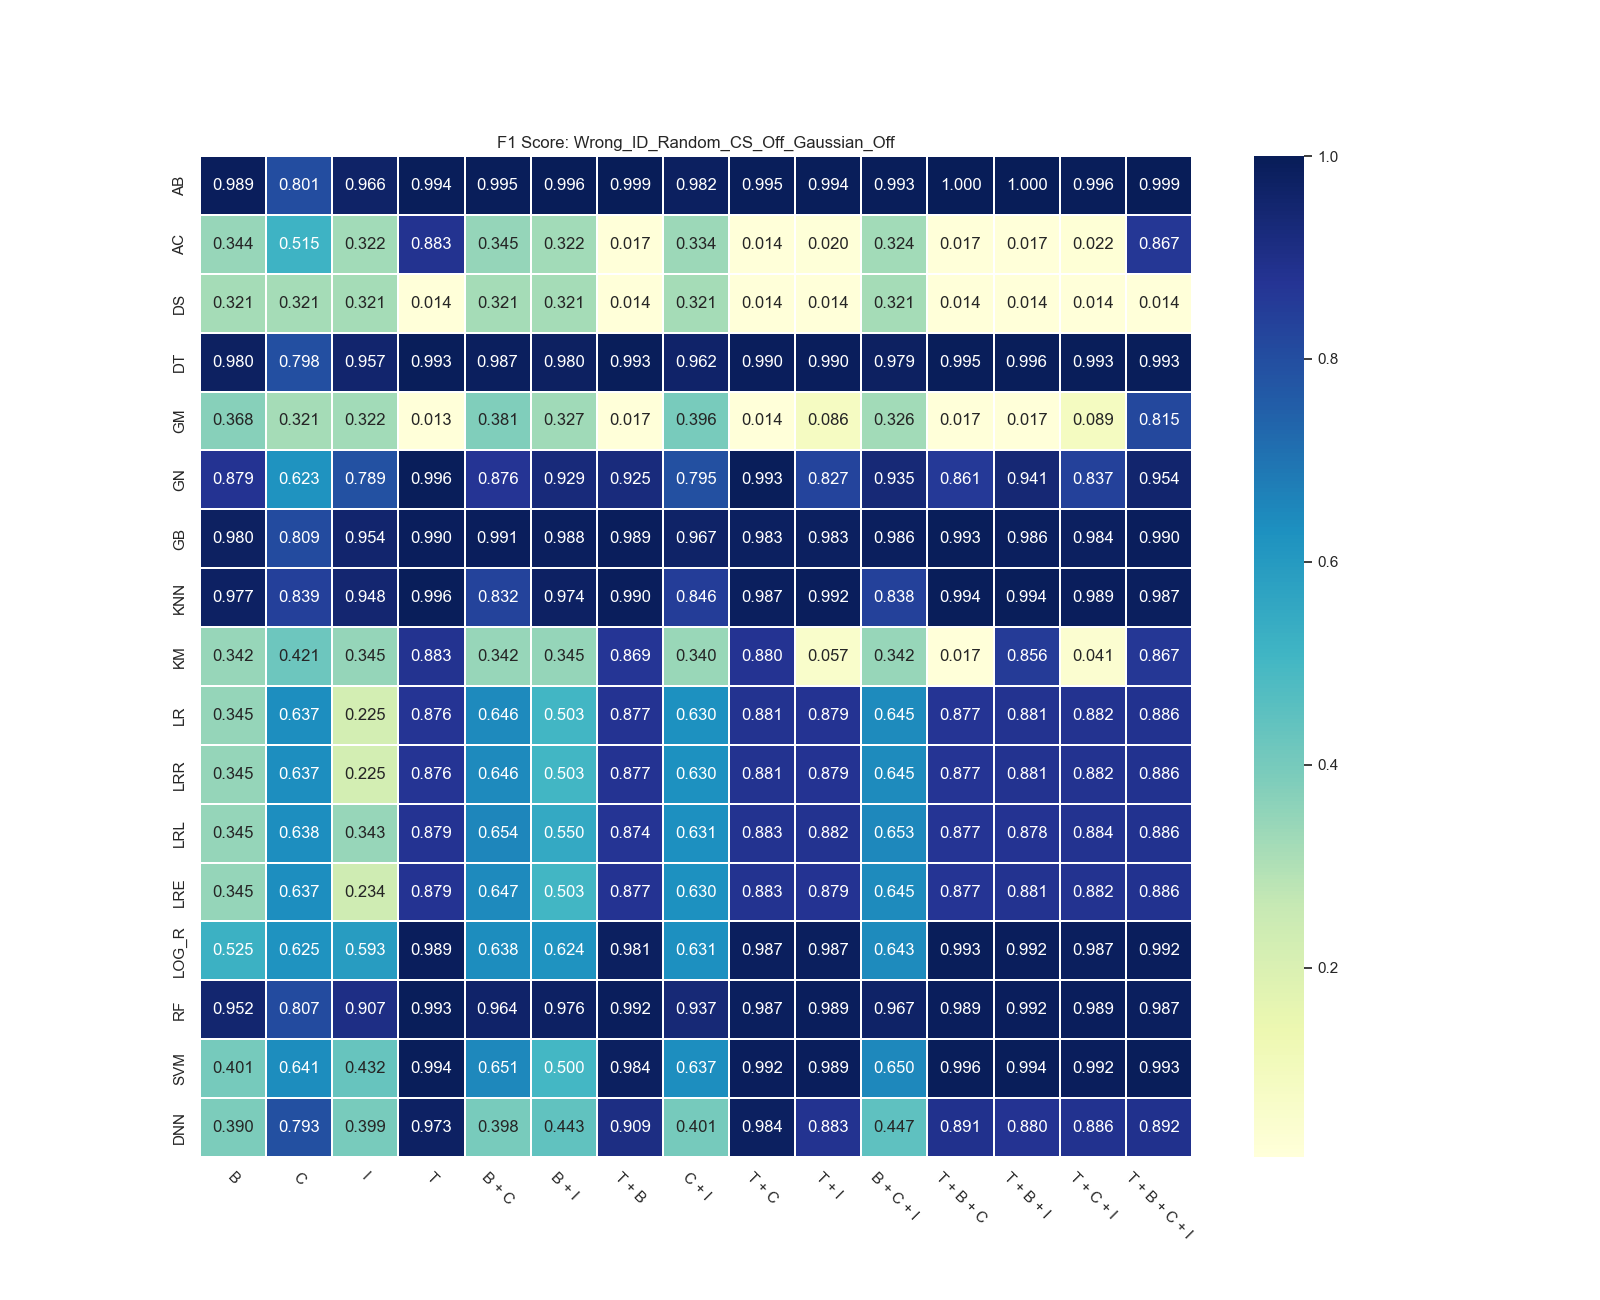 F1 Score: Wrong_ID_Random_CS_Off_Gaussian_Off
AB 0.989 0.801 0.966 0.994 0.995 0.996 0.999 0.982 0.995 0.994 0.993 1.000 1.000 0.996 0.999
AC 0.344 0.515 0.322 0.883 0.345 0.322 0.017 0.334 0.014 0.020 0.324 0.017 0.017 0.022 0.867
DS 0.321 0.321 0.321 0.014 0.321 0.321 0.014 0.321 0.014 0.014 0.321 0.014 0.014 0.014 0.014
DT 0.980 0.798 0.957 0.993 0.987 0.980 0.993 0.962 0.990 0.990 0.979 0.995 0.996 0.993 0.993
GM 0.368 0.321 0.322 0.013 0.381 0.327 0.017 0.396 0.014 0.086 0.326 0.017 0.017 0.089 0.815
GN 0.879 0.623 0.789 0.996 0.876 0.929 0.925 0.795 0.993 0.827 0.935 0.861 0.941 0.837 0.954
GB 0.980 0.809 0.954 0.990 0.991 0.988 0.989 0.967 0.983 0.983 0.986 0.993 0.986 0.984 0.990
KNN 0.977 0.839 0.948 0.996 0.832 0.974 0.990 0.846 0.987 0.992 0.838 0.994 0.994 0.989 0.987
KM 0.342 0.421 0.345 0.883 0.342 0.345 0.869 0.340 0.880 0.057 0.342 0.017 0.856 0.041 0.867
LR 0.345 0.637 0.225 0.876 0.646 0.503 0.877 0.630 0.881 0.879 0.645 0.877 0.881 0.882 0.886
LRR 0.345 0.637 0.225 0.876 0.646 0.503 0.877 0.630 0.881 0.879 0.645 0.877 0.881 0.882 0.886
LRL 0.345 0.638 0.343 0.879 0.654 0.550 0.874 0.631 0.883 0.882 0.653 0.877 0.878 0.884 0.886
LRE 0.345 0.637 0.234 0.879 0.647 0.503 0.877 0.630 0.883 0.879 0.645 0.877 0.881 0.882 0.886
LOG_R 0.525 0.625 0.593 0.989 0.638 0.624 0.981 0.631 0.987 0.987 0.643 0.993 0.992 0.987 0.992
RF 0.952 0.807 0.907 0.993 0.964 0.976 0.992 0.937 0.987 0.989 0.967 0.989 0.992 0.989 0.987
SVM 0.401 0.641 0.432 0.994 0.651 0.500 0.984 0.637 0.992 0.989 0.650 0.996 0.994 0.992 0.993
DNN 0.390 0.793 0.399 0.973 0.398 0.443 0.909 0.401 0.984 0.883 0.447 0.891 0.880 0.886 0.892
B C I T B + C B + I T + B C + I T + C T + I B + C + I T + B + C T + B + I T + C + I T + B + C + I
1.0
0.8
0.6
0.4
0.2